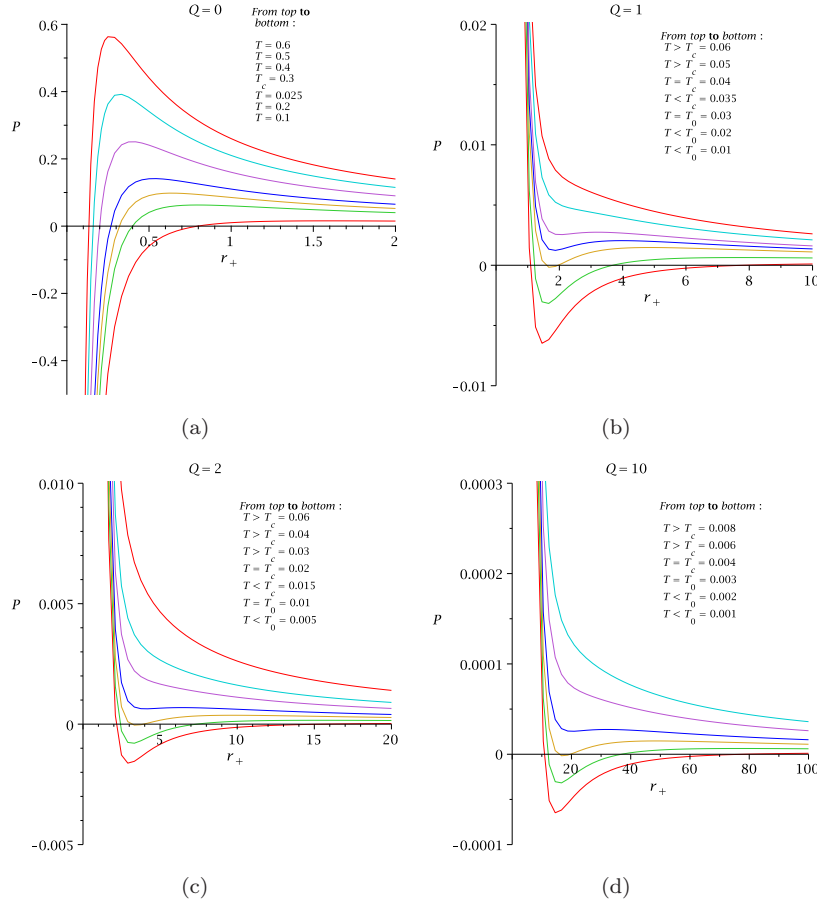 Q = 0
From top to
bottom :
T = 0.6
T = 0.5
T = 0.4
T_c = 0.3
T = 0.025
T = 0.2
T = 0.1
0.6
0.4
P
0.2
0
0.5
1
1.5
2
r_+
-0.2
-0.4
(a)
Q = 1
From top to bottom :
T > T_c = 0.06
T > T_c = 0.05
T = T_c = 0.04
T < T_c = 0.035
T = T_0 = 0.03
T < T_0 = 0.02
T < T_0 = 0.01
0.02
P
0.01
0
2
4
6
8
10
r_+
-0.01
(b)
Q = 2
From top to bottom :
T > T_c = 0.06
T > T_c = 0.04
T > T_c = 0.03
T = T_c = 0.02
T < T_c = 0.015
T = T_0 = 0.01
T < T_0 = 0.005
0.010
P
0.005
0
5
10
15
20
r_+
-0.005
(c)
Q = 10
From top to bottom :
T > T_c = 0.008
T > T_c = 0.006
T = T_c = 0.004
T = T_0 = 0.003
T < T_0 = 0.002
T < T_0 = 0.001
0.0003
0.0002
P
0.0001
0
20
40
60
80
100
r_+
-0.0001
(d)